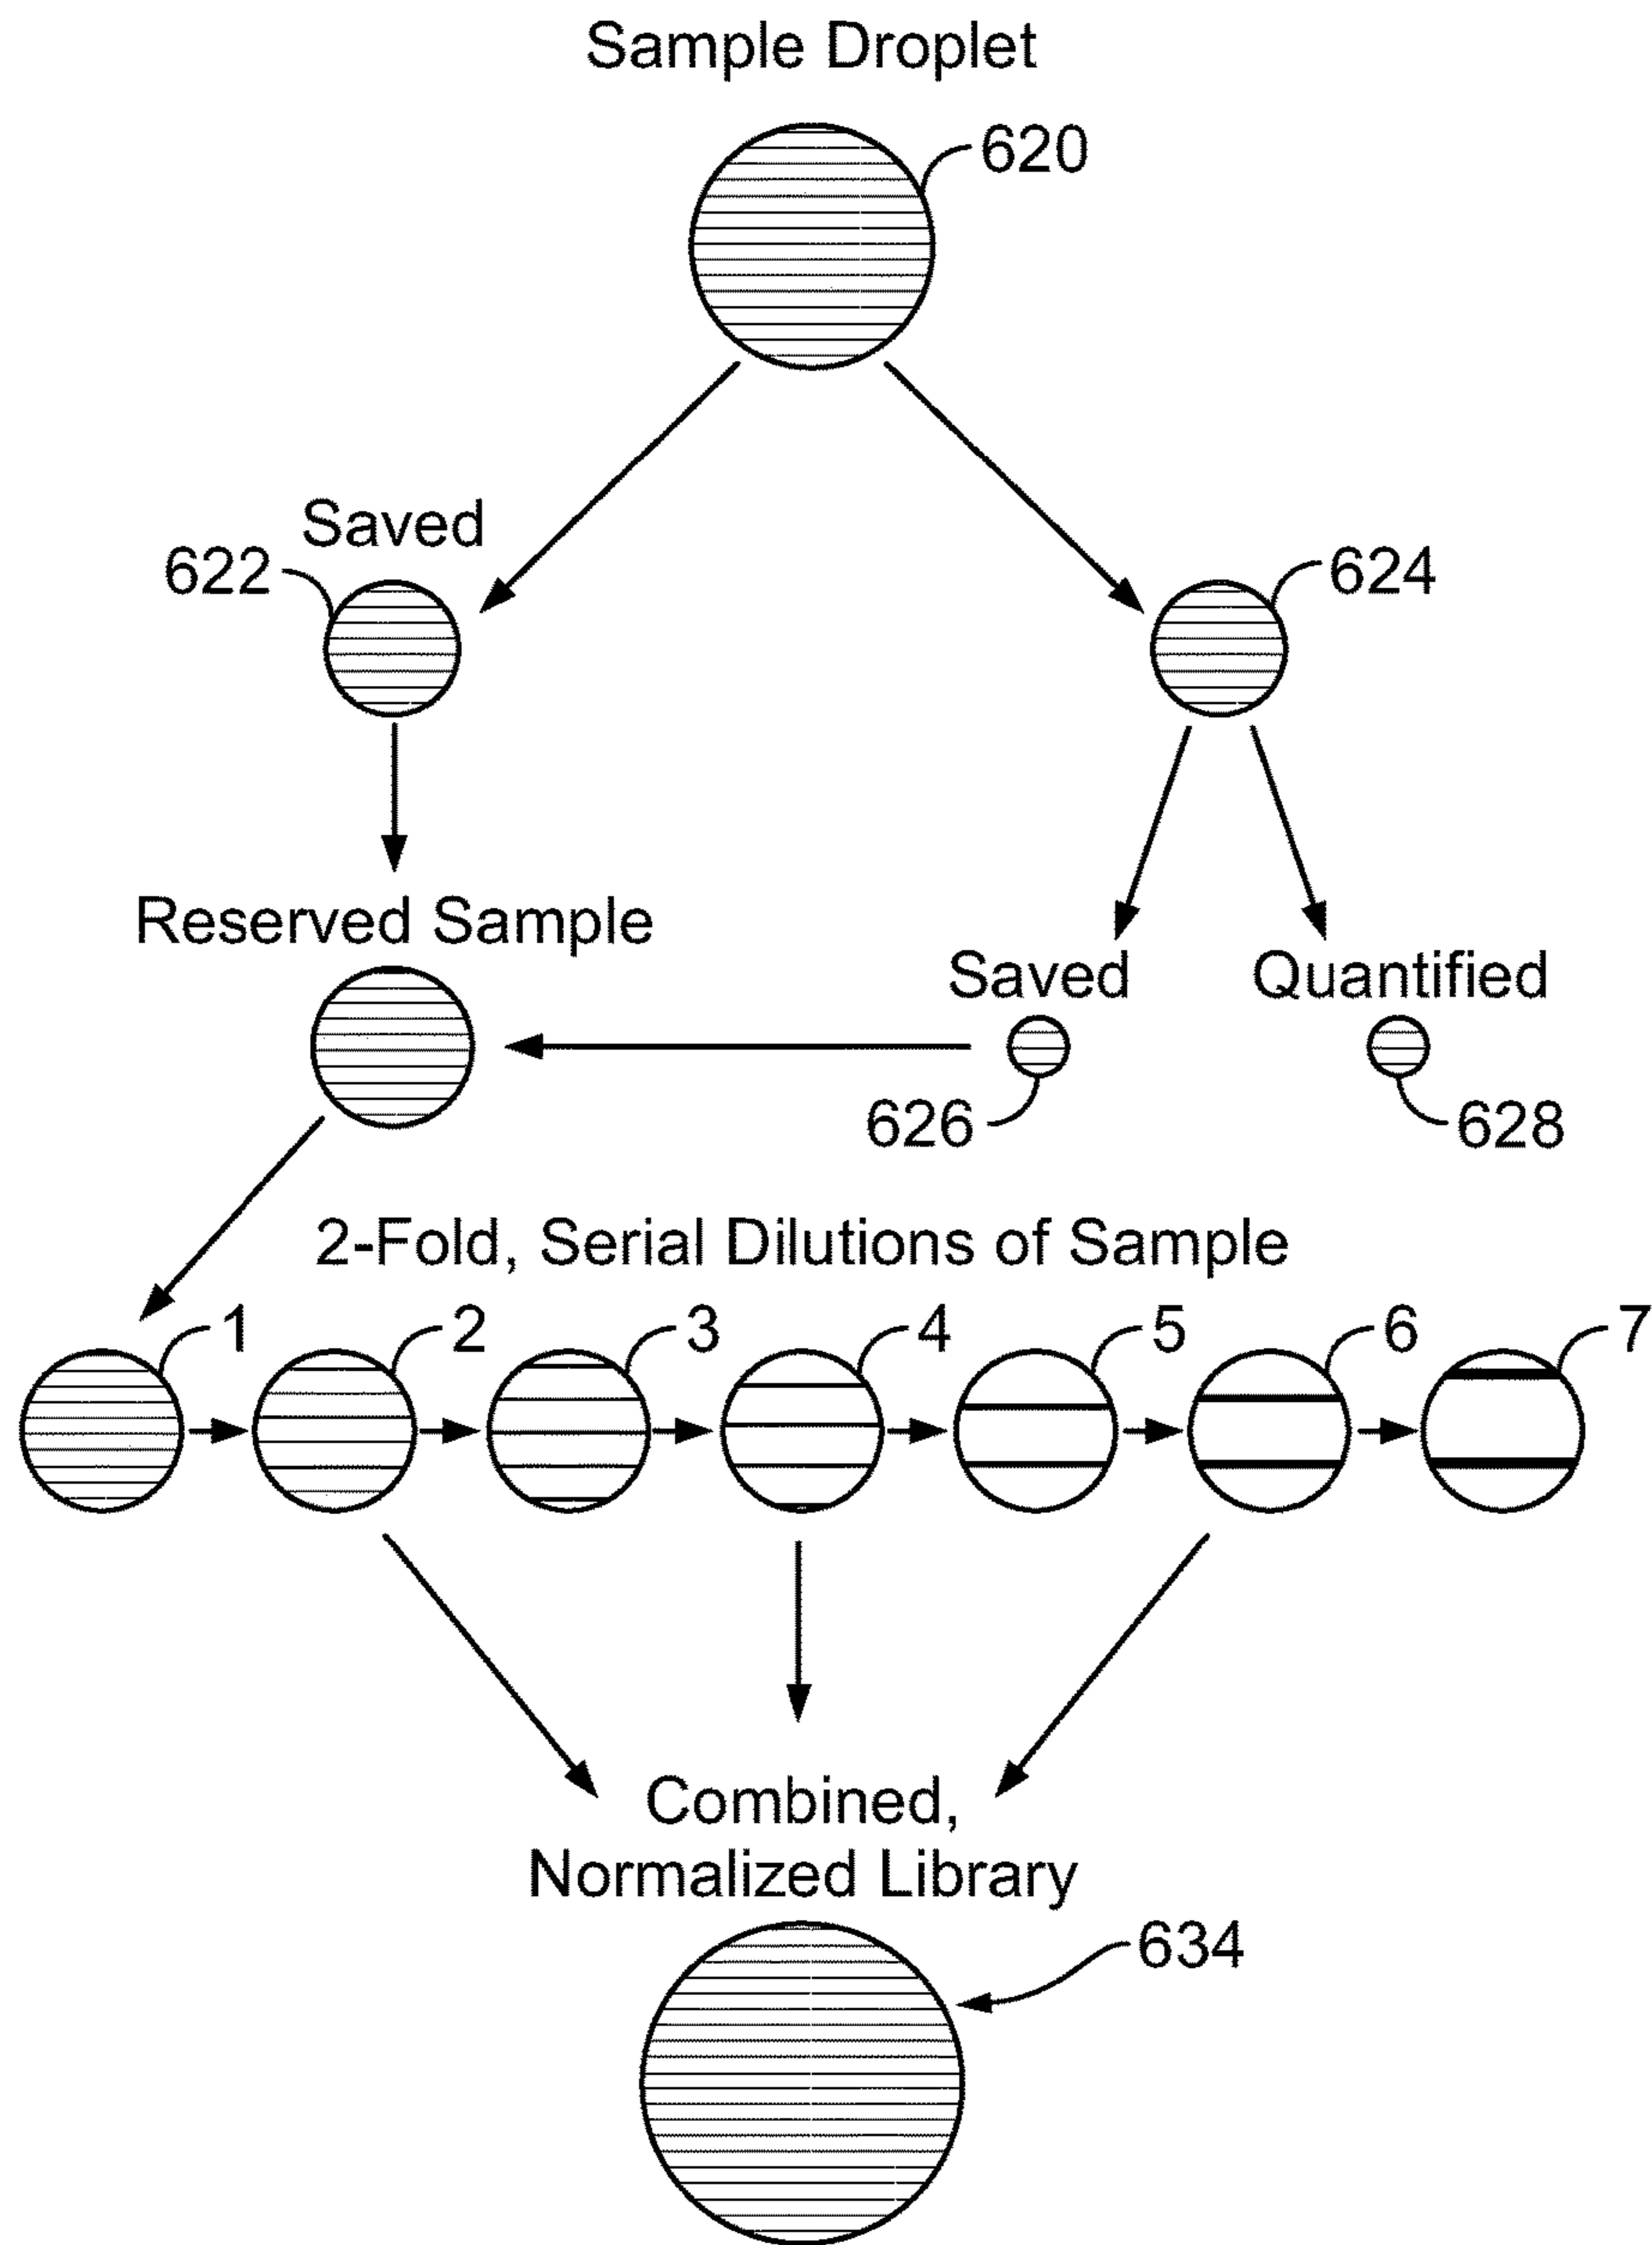 Sample Droplet
620
Saved
622
624
Reserved Sample
Saved
Quantified
626
628
2-Fold, Serial Dilutions of Sample
1
2
3
4
5
6
7
Combined,
Normalized Library
634